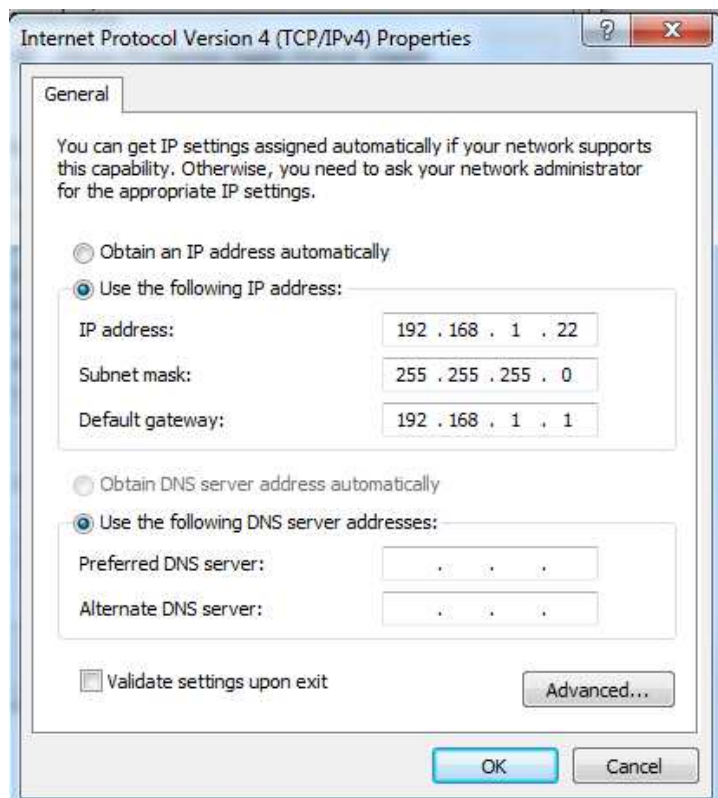 Internet Protocol Version 4 (TCP/IPv4) Properties
General
You can get IP settings assigned automatically if your network supports
this capability. Otherwise, you need to ask your network administrator
for the appropriate IP settings.
Obtain an IP address automatically
Use the following IP address:
IP address: 192 . 168 . 1 . 22
Subnet mask: 255 . 255 . 255 . 0
Default gateway: 192 . 168 . 1 . 1
Obtain DNS server address automatically
Use the following DNS server addresses:
Preferred DNS server: . . .
Alternate DNS server: . . .
Validate settings upon exit
Advanced...
OK Cancel